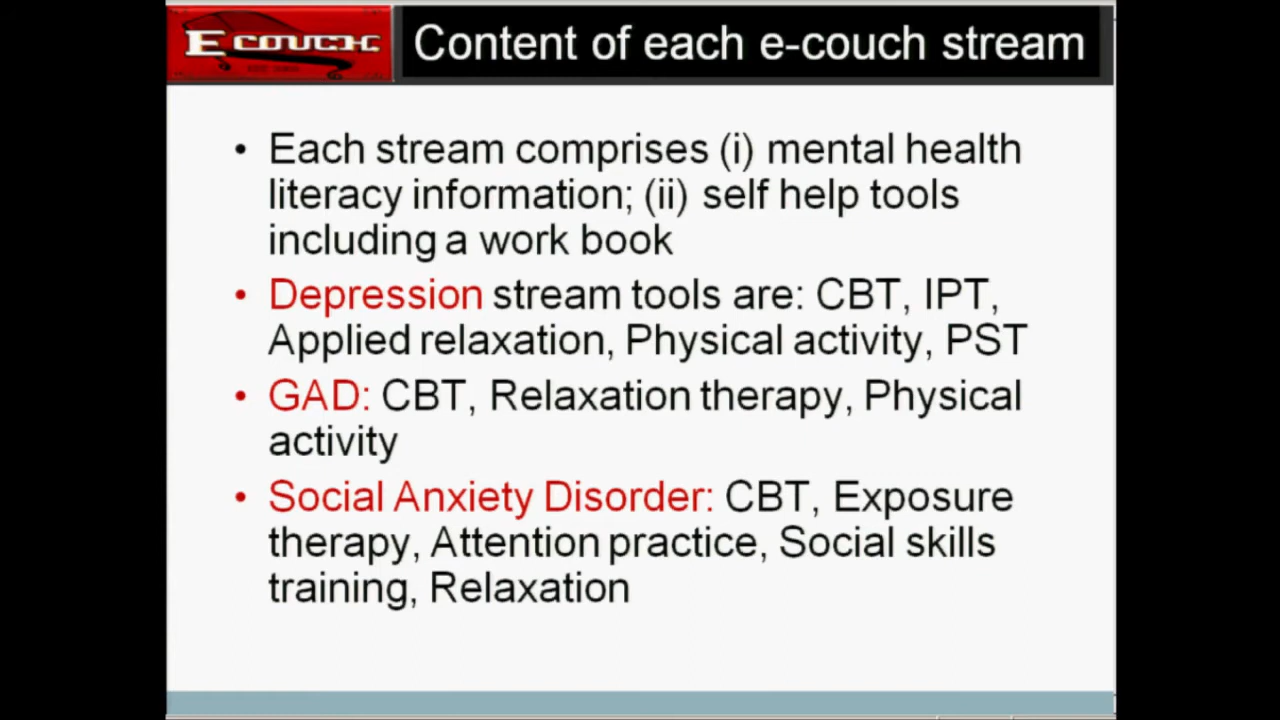 E COUCH
Content of each e-couch stream
• Each stream comprises (i) mental health
literacy information; (ii) self help tools
including a work book
• Depression stream tools are: CBT, IPT,
Applied relaxation, Physical activity, PST
• GAD: CBT, Relaxation therapy, Physical
activity
• Social Anxiety Disorder: CBT, Exposure
therapy, Attention practice, Social skills
training, Relaxation